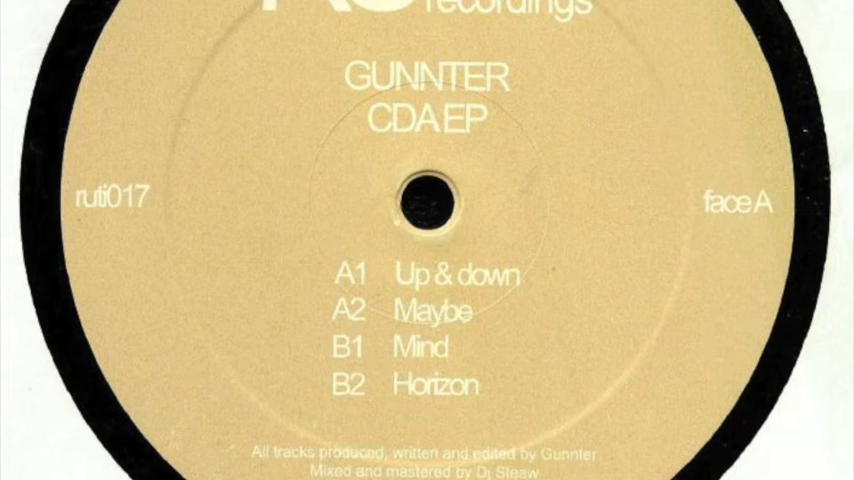 recordings
GUNNTER
CDA EP
ruti017
face A
A1 Up & down
A2 Maybe
B1 Mind
B2 Horizon
All tracks produced, written and edited by Gunnter
Mixed and mastered by Dj Steaw